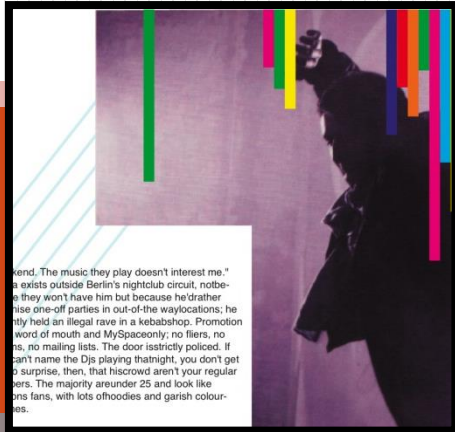 kend. The music they play doesn't interest me."
a exists outside Berlin's nightclub circuit, notbe-
e they won't have him but because he'drather
nise one-off parties in out-of-the waylocations; he
ntly held an illegal rave in a kebabshop. Promotion
word of mouth and MySpaceonly; no fliers, no
ns, no mailing lists. The door isstrictly policed. If
can't name the Djs playing thatnight, you don't get
o surprise, then, that hiscrowd aren't your regular
bers. The majority areunder 25 and look like
ons fans, with lots ofhoodies and garish colour-
nes.